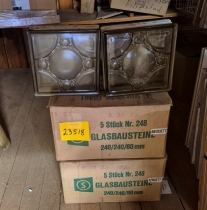 5 Stück Nr. 248
23518
GLASBAUSTEINE
240/240/80 mm
5 Stück Nr. 248
S
GLASBAUSTEINE
240/240/80 mm